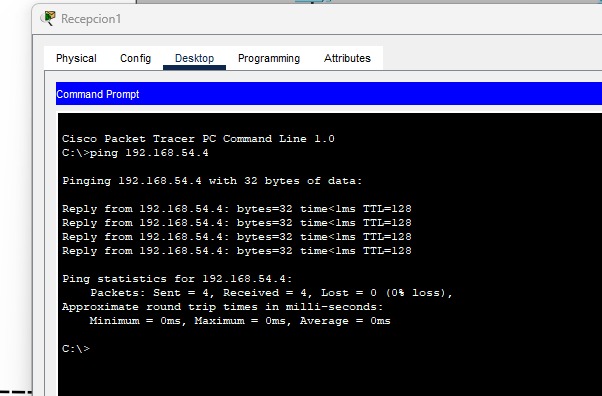 Recepcion1
Physical Config Desktop Programming Attributes
Command Prompt
Cisco Packet Tracer PC Command Line 1.0
C:\>ping 192.168.54.4
Pinging 192.168.54.4 with 32 bytes of data:
Reply from 192.168.54.4: bytes=32 time<1ms TTL=128
Reply from 192.168.54.4: bytes=32 time<1ms TTL=128
Reply from 192.168.54.4: bytes=32 time<1ms TTL=128
Reply from 192.168.54.4: bytes=32 time<1ms TTL=128
Ping statistics for 192.168.54.4:
Packets: Sent = 4, Received = 4, Lost = 0 (0% loss),
Approximate round trip times in milli-seconds:
Minimum = 0ms, Maximum = 0ms, Average = 0ms
C:\>